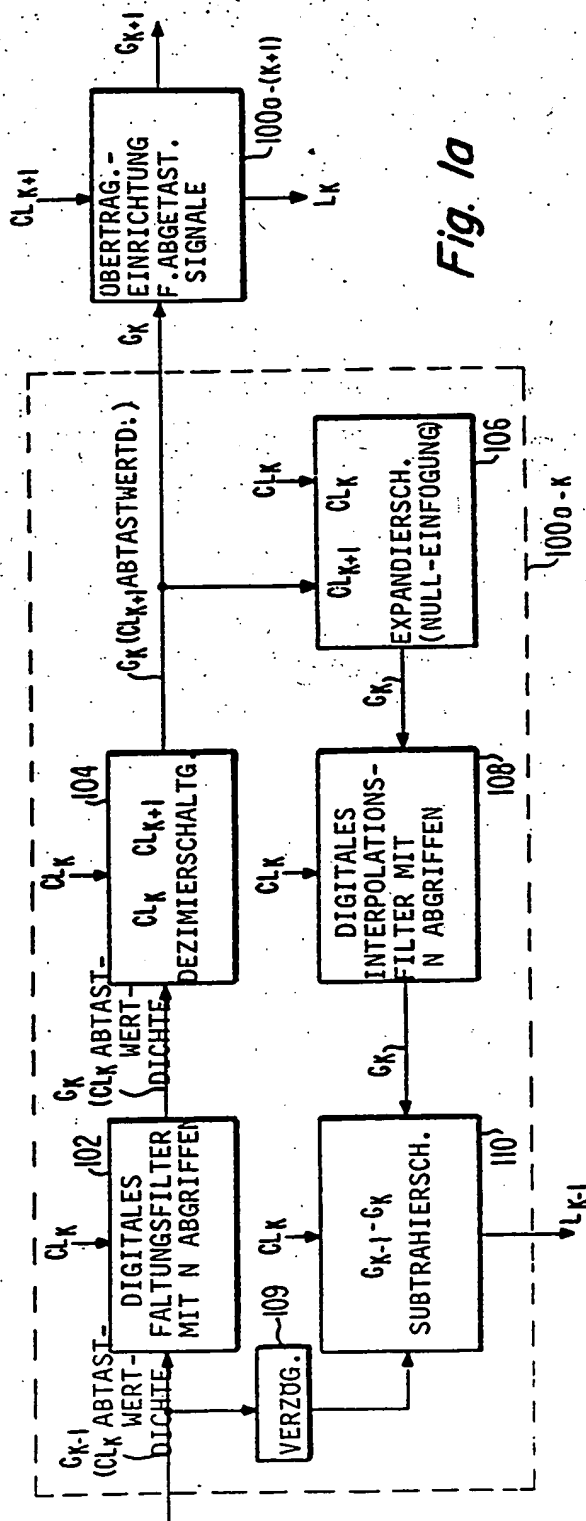 G_{K-1}
(CL_K ABTAST-
WERT-
DICHTE
CL_K
102
DIGITALES
FALTUNGSFILTER
MIT N ABGRIFFEN
G_K
(CL_K ABTAST-
WERT-
DICHTE
CL_K
104
CL_K CL_{K+1}
DEZIMIERSCHALTG.
G_K (CL_{K+1} ABTASTWERTD.)
G_K
CL_{K+1}
ÜBERTRAG.-
EINRICHTUNG
F. ABGETAST.
SIGNALE
G_{K+1}
100a-(K+1)
L_K
109
VERZÖG.
CL_K
G_{K-1}-G_K
SUBTRAHIERSCH.
110
L_{K-1}
G_K
CL_K
DIGITALES
INTERPOLATIONS-
FILTER MIT
N ABGRIFFEN
108
G_K
CL_K
CL_{K+1} CL_K
EXPANDIERSCH.
(NULL-EINFÖGUNG)
106
100a-K
Fig. 1a